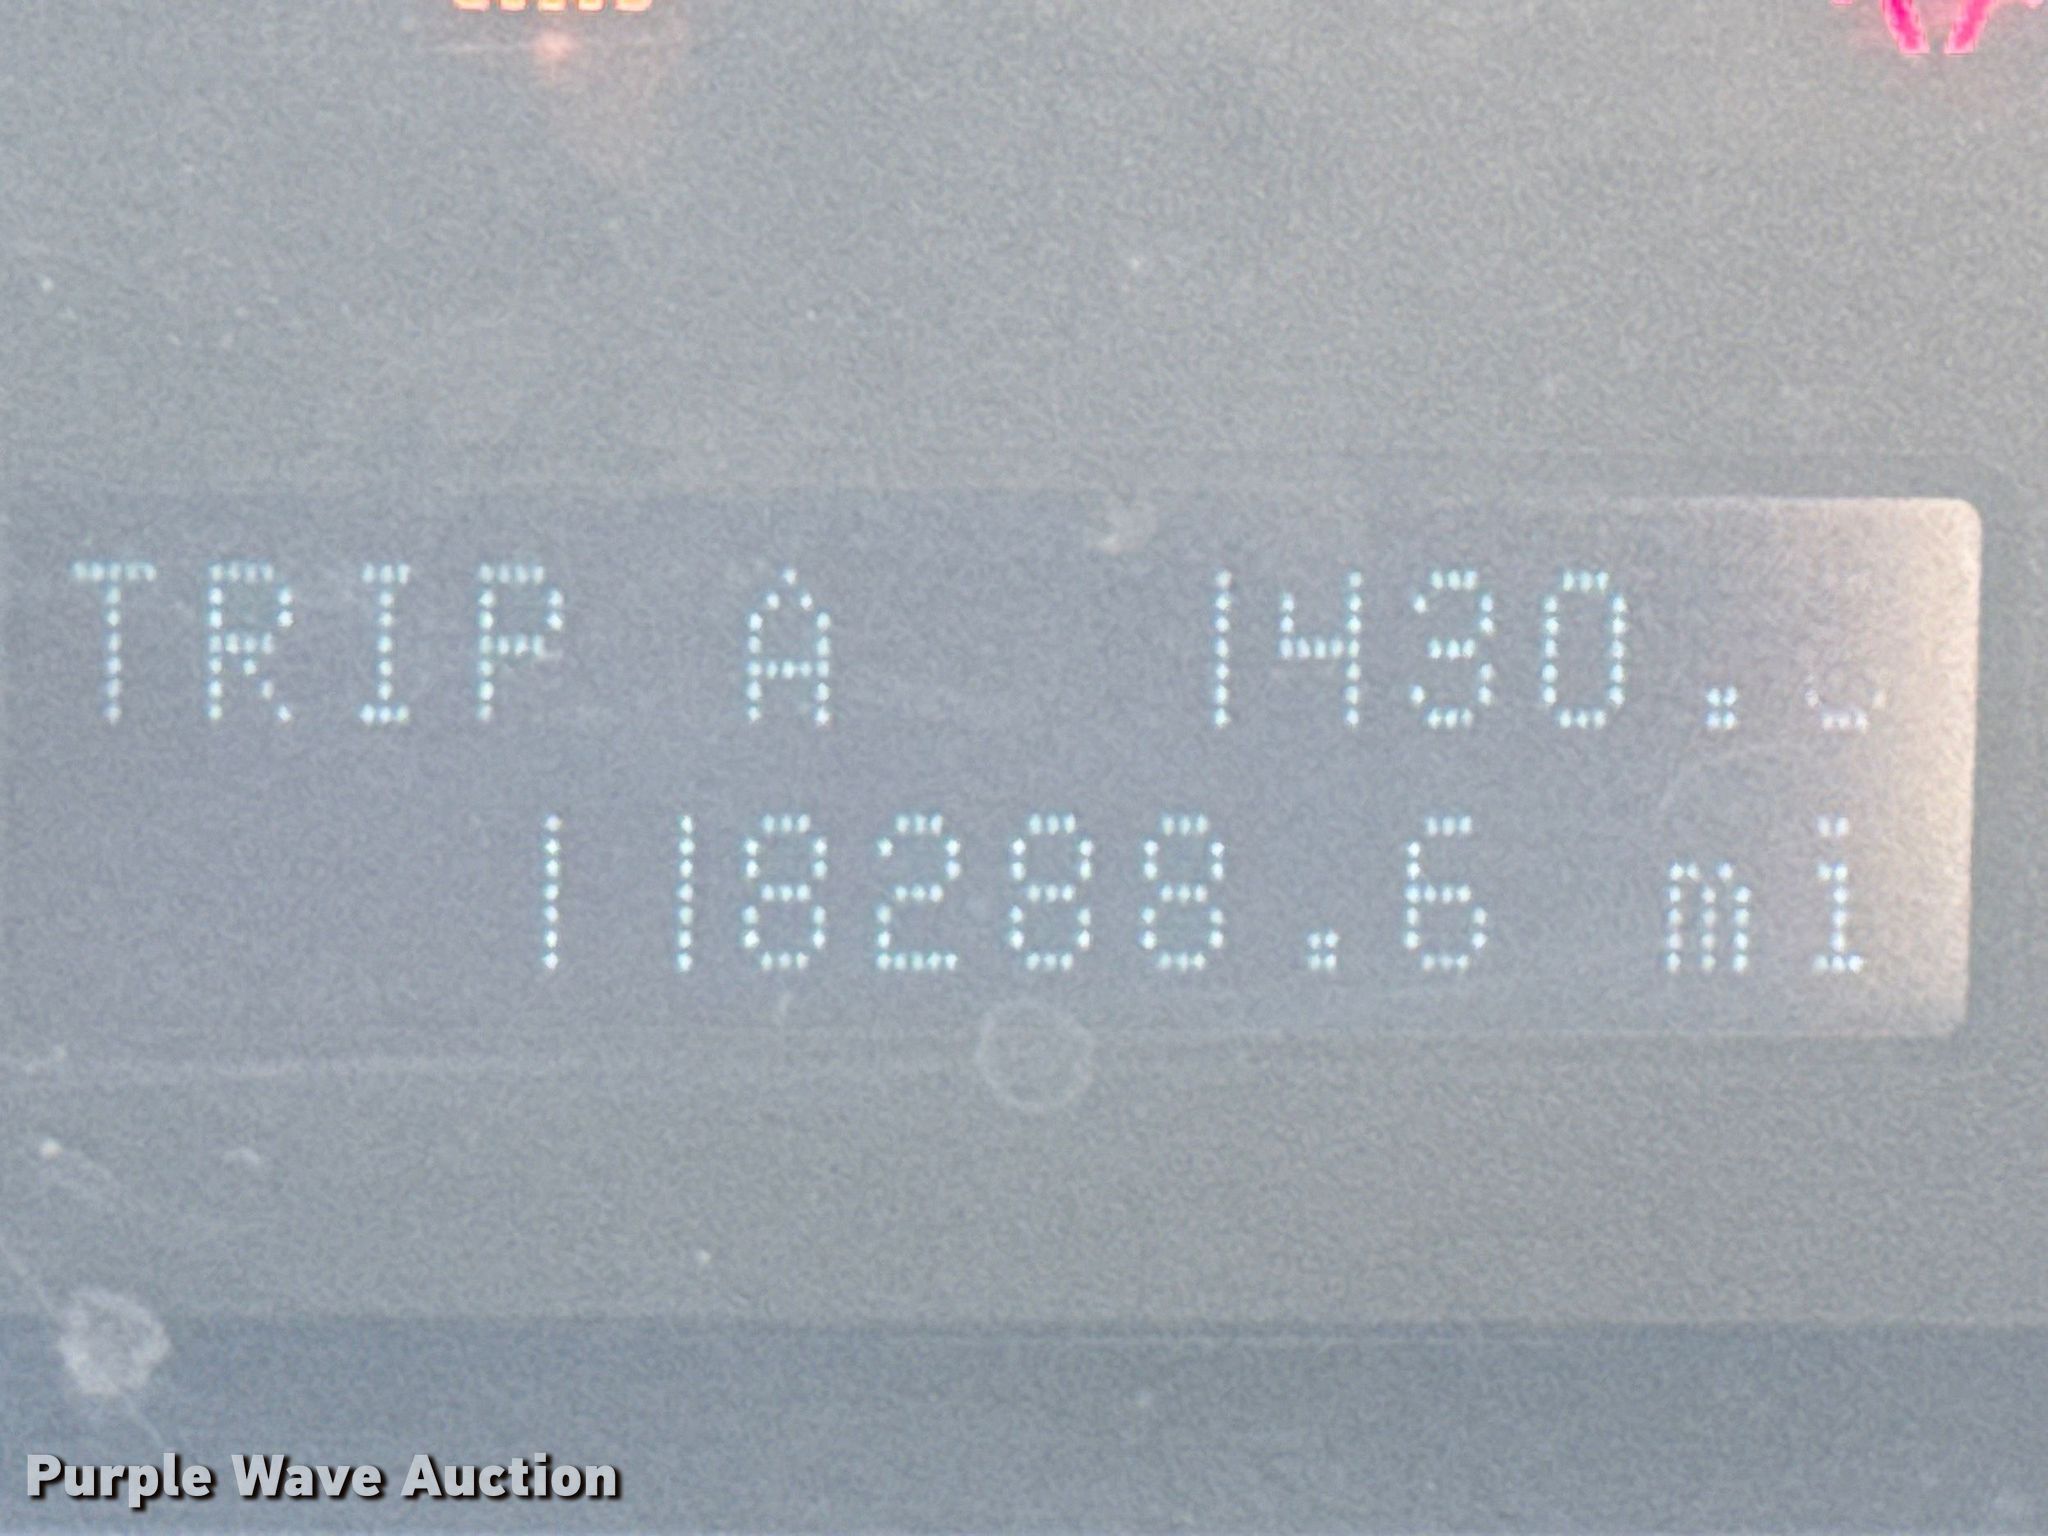 TRIP A 1430.
118288.6 mi
Purple Wave Auction